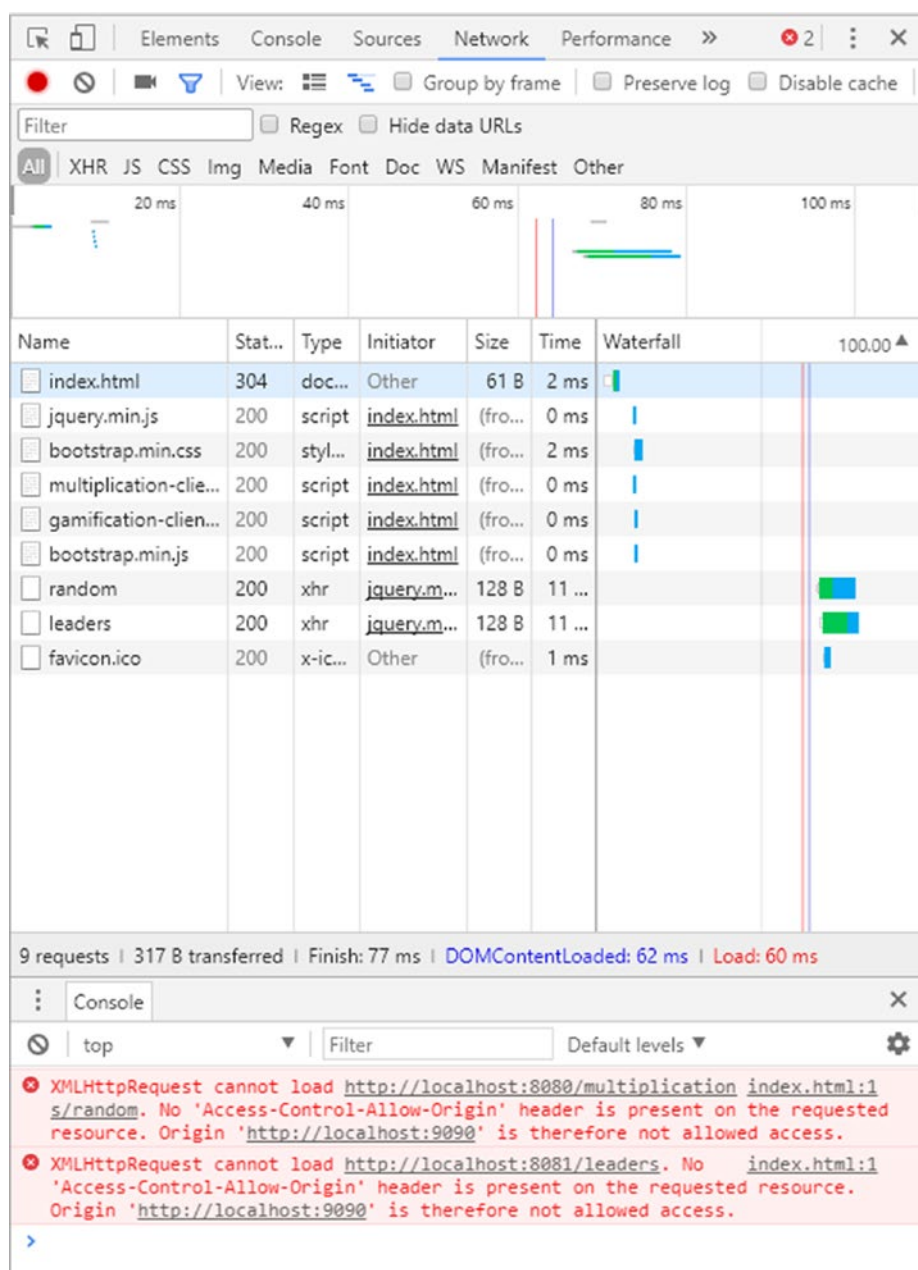 Elements Console Sources Network Performance » 2
View: Group by frame Preserve log Disable cache
Filter Regex Hide data URLs
All XHR JS CSS Img Media Font Doc WS Manifest Other
20 ms 40 ms 60 ms 80 ms 100 ms
Name Stat... Type Initiator Size Time Waterfall 100.00▲
index.html 304 doc... Other 61 B 2 ms
jquery.min.js 200 script index.html (fro... 0 ms
bootstrap.min.css 200 styl... index.html (fro... 2 ms
multiplication-clie... 200 script index.html (fro... 0 ms
gamification-clien... 200 script index.html (fro... 0 ms
bootstrap.min.js 200 script index.html (fro... 0 ms
random 200 xhr jquery.m... 128 B 11 ...
leaders 200 xhr jquery.m... 128 B 11 ...
favicon.ico 200 x-ic... Other (fro... 1 ms
9 requests | 317 B transferred | Finish: 77 ms | DOMContentLoaded: 62 ms | Load: 60 ms
Console
top ▼ Filter Default levels ▼
XMLHttpRequest cannot load http://localhost:8080/multiplication index.html:1
s/random. No 'Access-Control-Allow-Origin' header is present on the requested
resource. Origin 'http://localhost:9090' is therefore not allowed access.
XMLHttpRequest cannot load http://localhost:8081/leaders. No index.html:1
'Access-Control-Allow-Origin' header is present on the requested resource.
Origin 'http://localhost:9090' is therefore not allowed access.
>